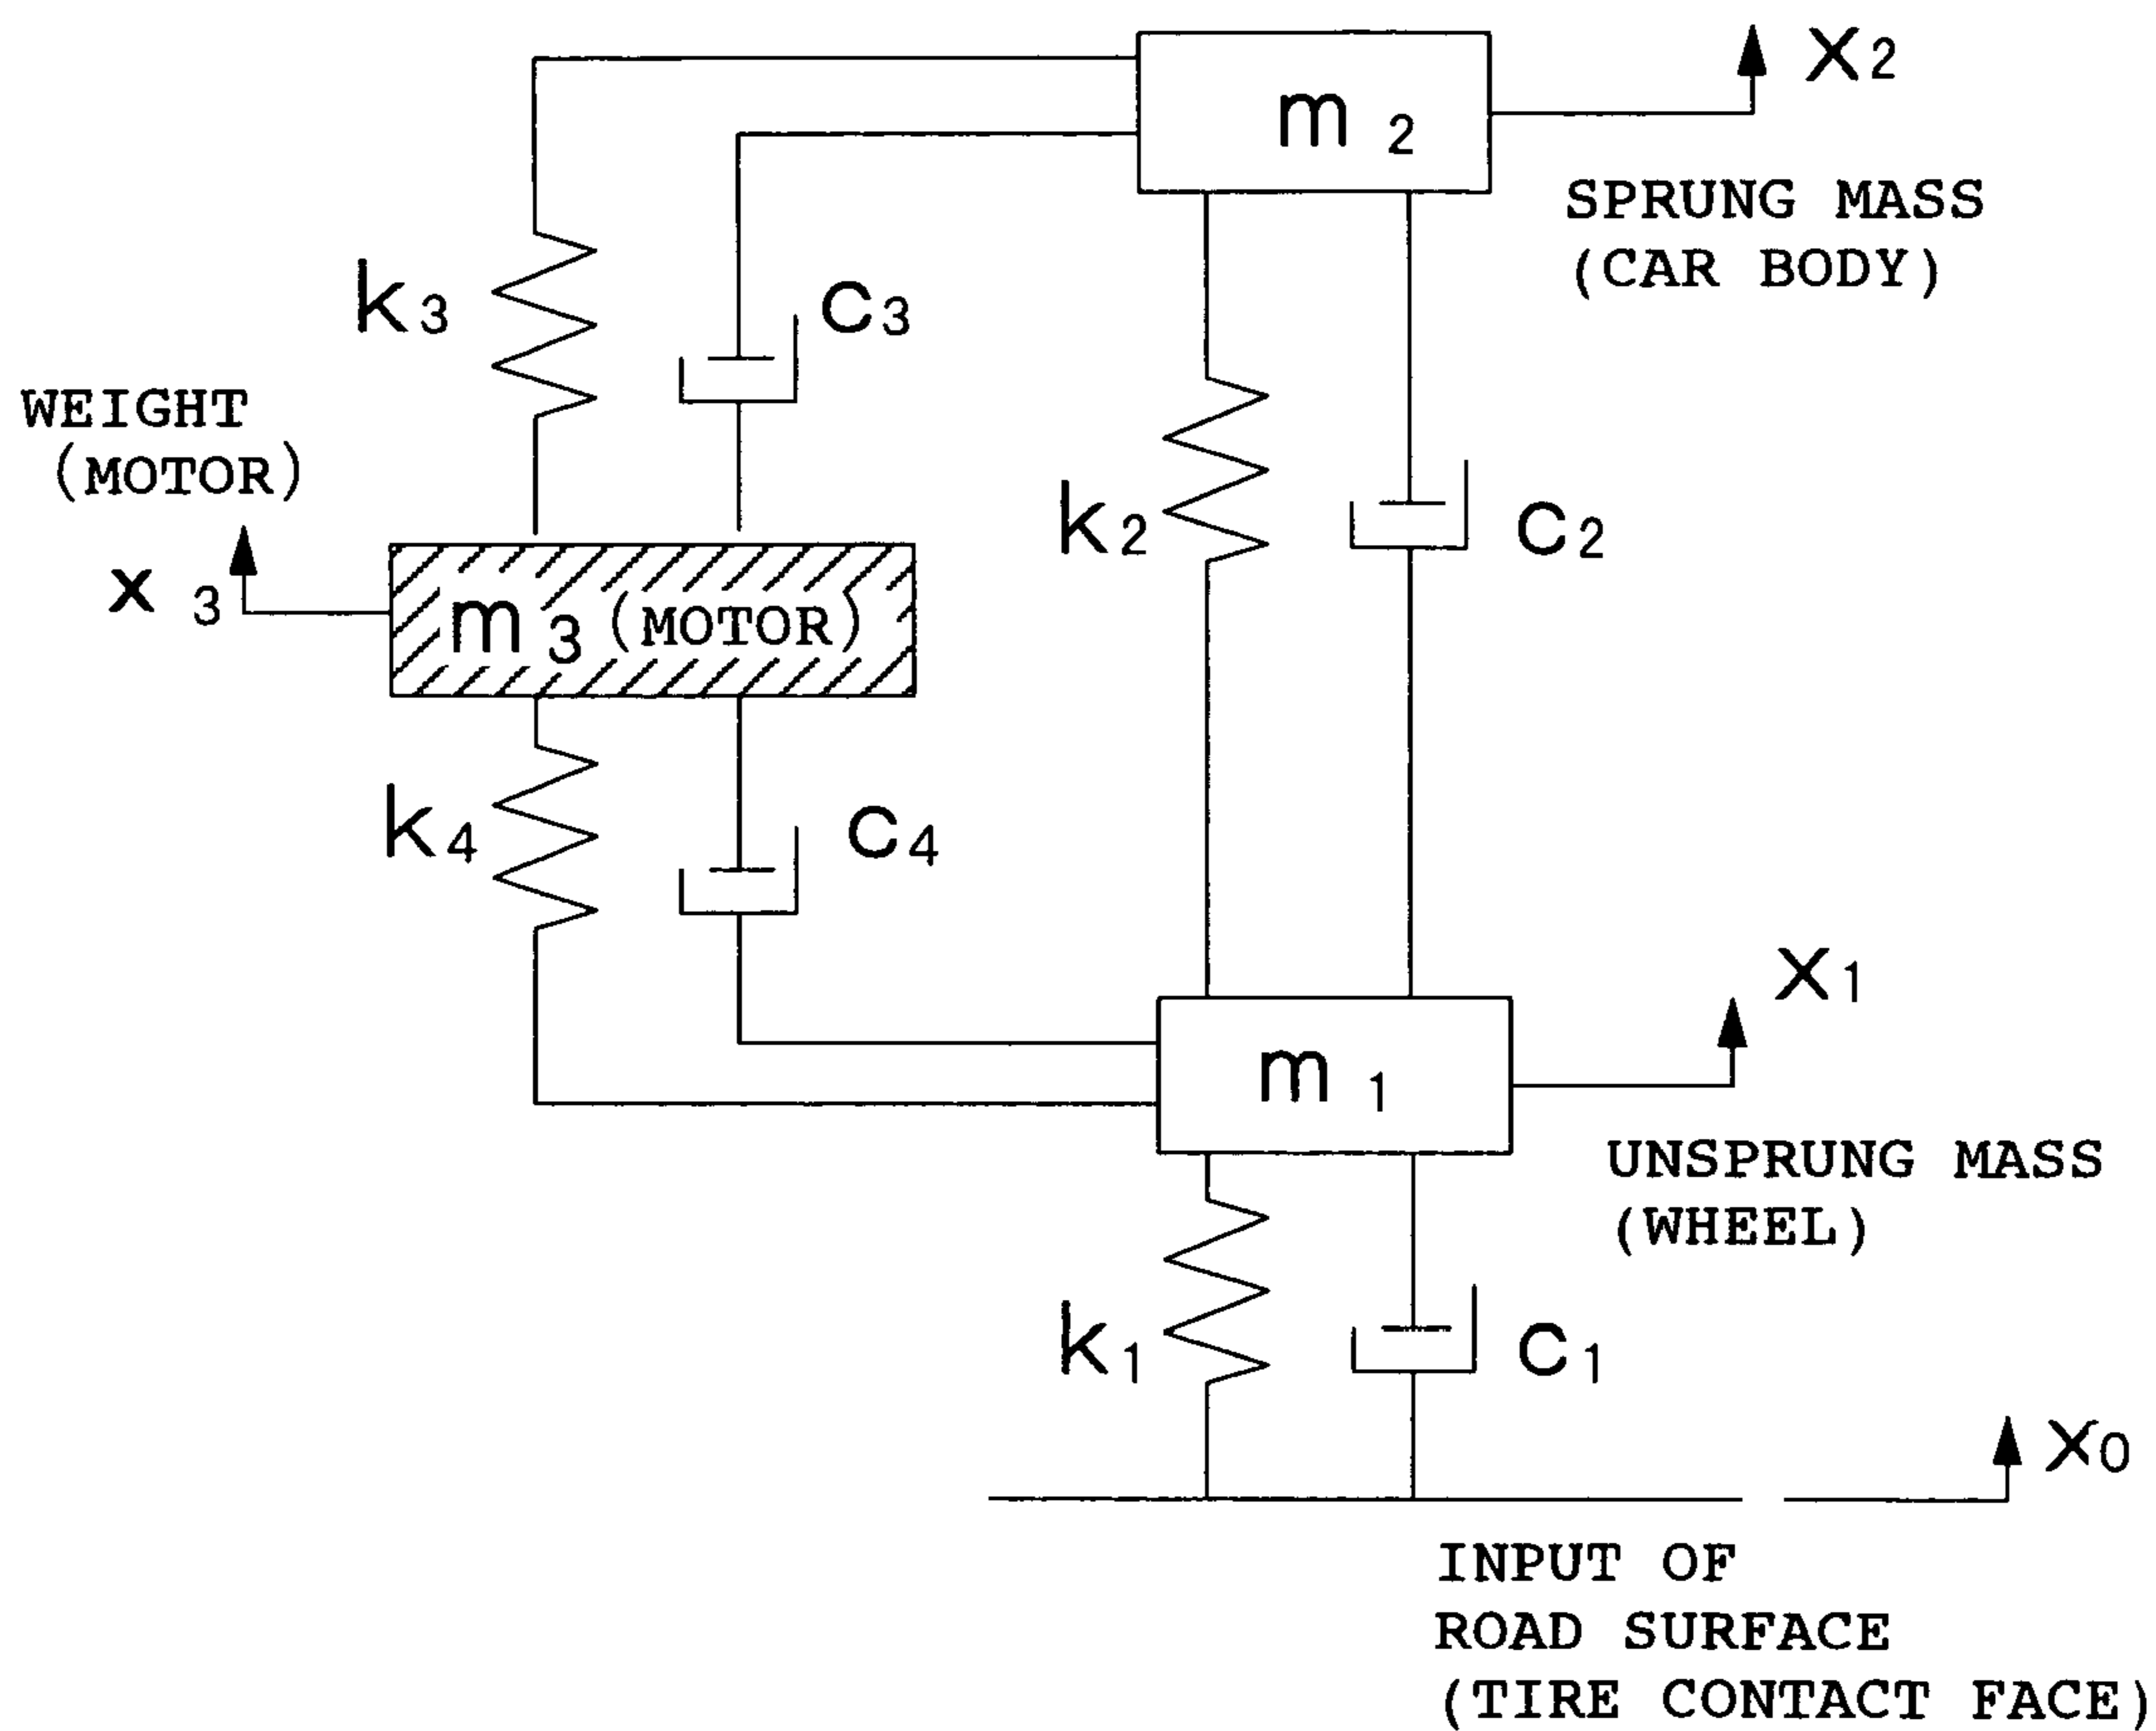 X2
m 2
SPRUNG MASS
(CAR BODY)
k3
c3
WEIGHT
(MOTOR)
x 3
m 3 (MOTOR)
k2
c2
k4
c4
X1
m 1
UNSPRUNG MASS
(WHEEL)
k1
c1
X0
INPUT OF
ROAD SURFACE
(TIRE CONTACT FACE)